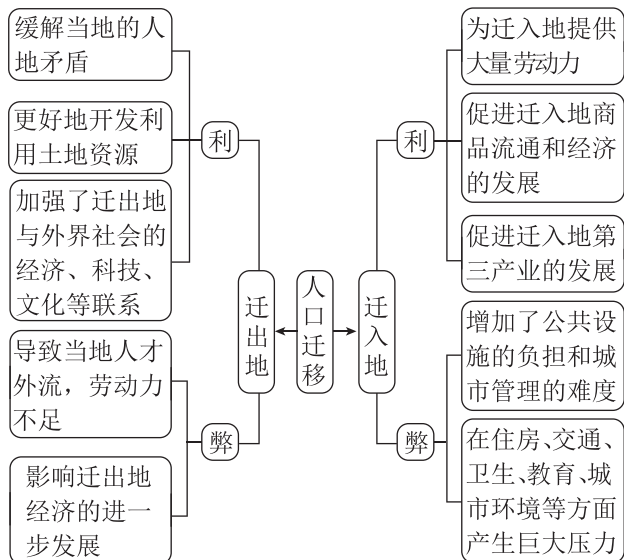 缓解当地的人
地矛盾
更好地开发利
用土地资源
加强了迁出地
与外界社会的
经济、科技、
文化等联系
利
导致当地人才
外流，劳动力
不足
影响迁出地
经济的进一
步发展
弊
迁出地
人口迁移
迁入地
利
为迁入地提供
大量劳动力
促进迁入地商
品流通和经济
的发展
促进迁入地第
三产业的发展
弊
增加了公共设
施的负担和城
市管理的难度
在住房、交通、
卫生、教育、城
市环境等方面
产生巨大压力